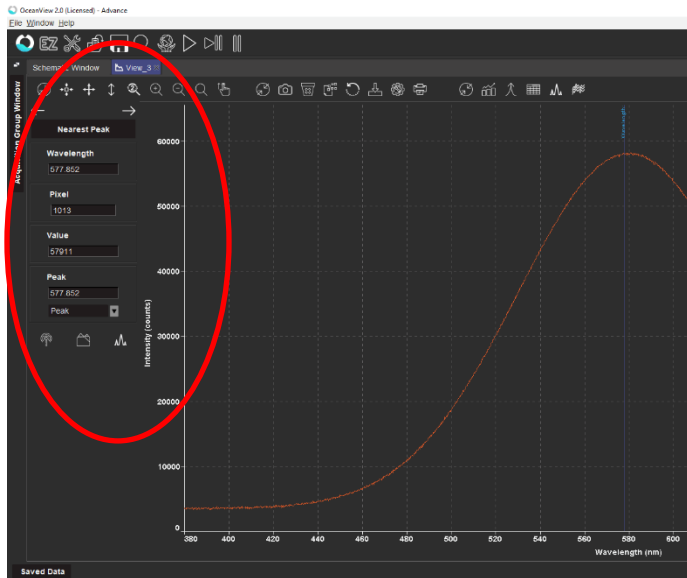 OceanView 2.0 (Licensed) - Advance
File Window Help
EZ
Schematic Window View_3
Acquisition Group Window
Nearest Peak
Wavelength
577.852
Pixel
1013
Value
57911
Peak
577.852
Peak
Intensity (counts)
60000
50000
40000
30000
20000
10000
0
380 400 420 440 460 480 500 520 540 560 580 600
Wavelength (nm)
Wavelength
Saved Data